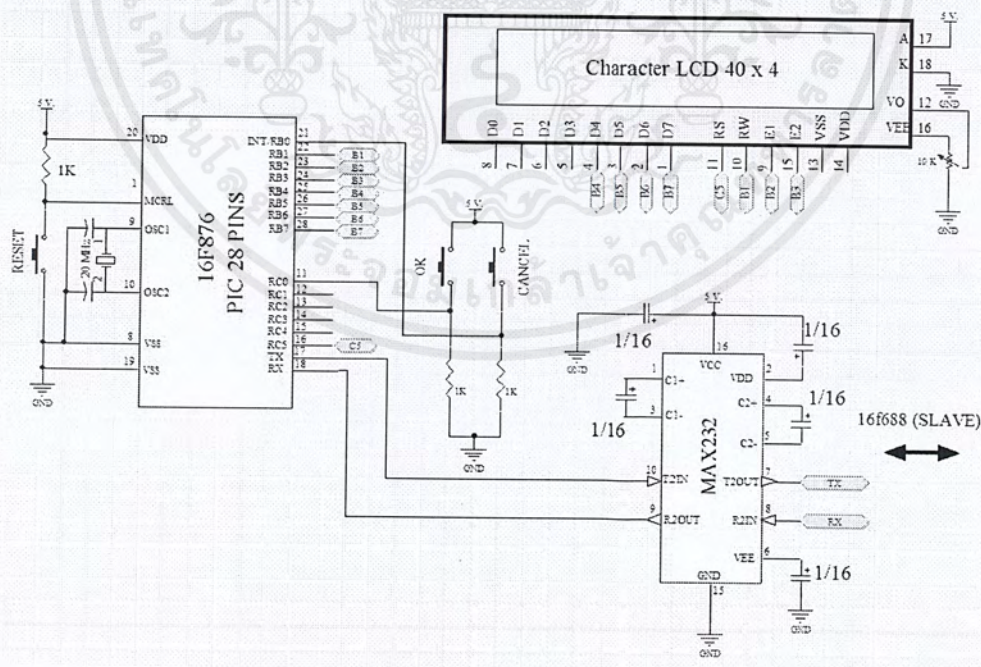 Character LCD 40 x 4
A 17
K 18
VO 12
VEE 16
5 V.
GND
10 K
GND
D0 D1 D2 D3 D4 D5 D6 D7 RS RW E1 E2 VSS VDD
8 7 6 5 4 3 2 1 11 10 9 15 13 14
B4 B5 B6 B7 C5 B1 B2 B3
5 V.
1K
RESET
20 MHz
1
2
GND
16F876
PIC 28 PINS
20 VDD
1 MCRL
9 OSC1
10 OSC2
8 VSS
19 VSS
INT/RB0 21
RB1 22 B1
RB2 23 B2
RB3 24 B3
RB4 25 B4
RB5 26 B5
RB6 27 B6
RB7 28 B7
RC0 11
RC1 12
RC2 13
RC3 14
RC4 15
RC5 16 C5
TX 17
RX 18
5 V.
OK
CANCEL
1K
1K
GND
5 V.
1/16
GND
16
VCC
MAX232
1 C1+
3 C1-
1/16
VDD 2
1/16
C2+ 4
C2- 5
1/16
10 T2IN
9 R2OUT
T2OUT 7 TX
R2IN 8 RX
VEE 6
1/16
GND
GND
15
GND
16f688 (SLAVE)